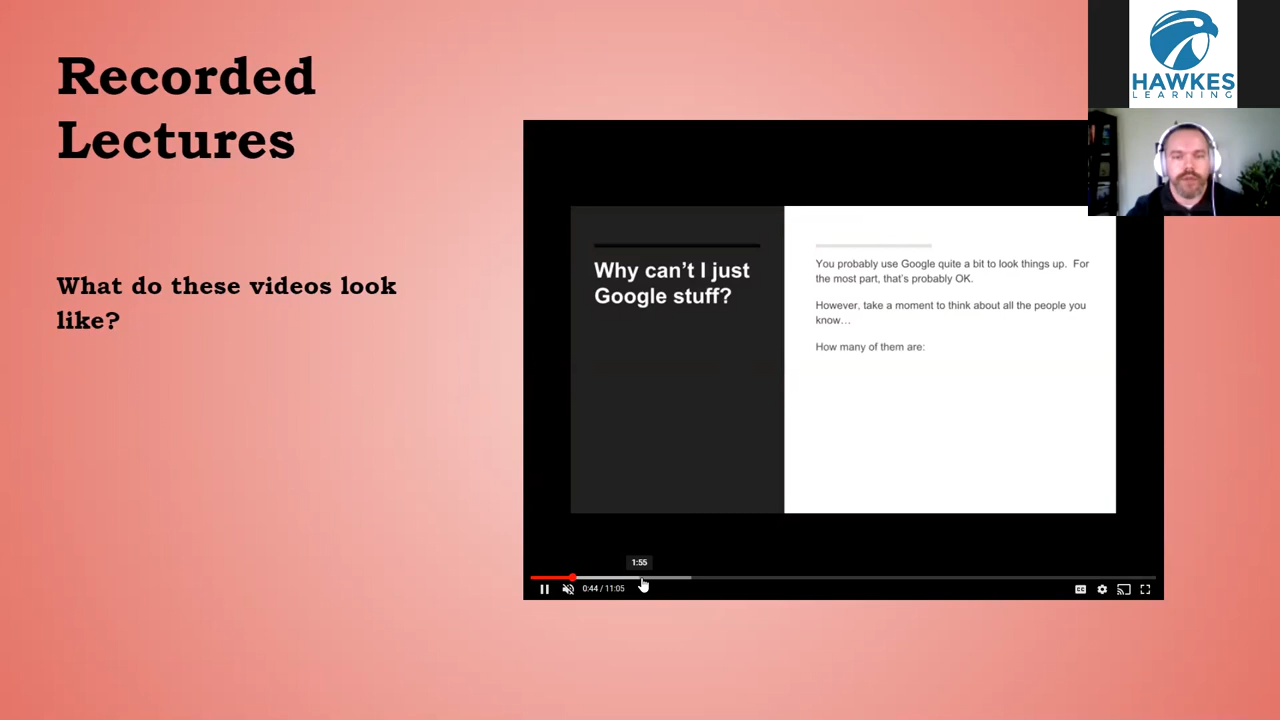 Recorded
Lectures
What do these videos look
like?
HAWKES
LEARNING
Why can't I just
Google stuff?
You probably use Google quite a bit to look things up.  For
the most part, that's probably OK.
However, take a moment to think about all the people you
know…
How many of them are:
1:55
0:44 / 11:05
CC